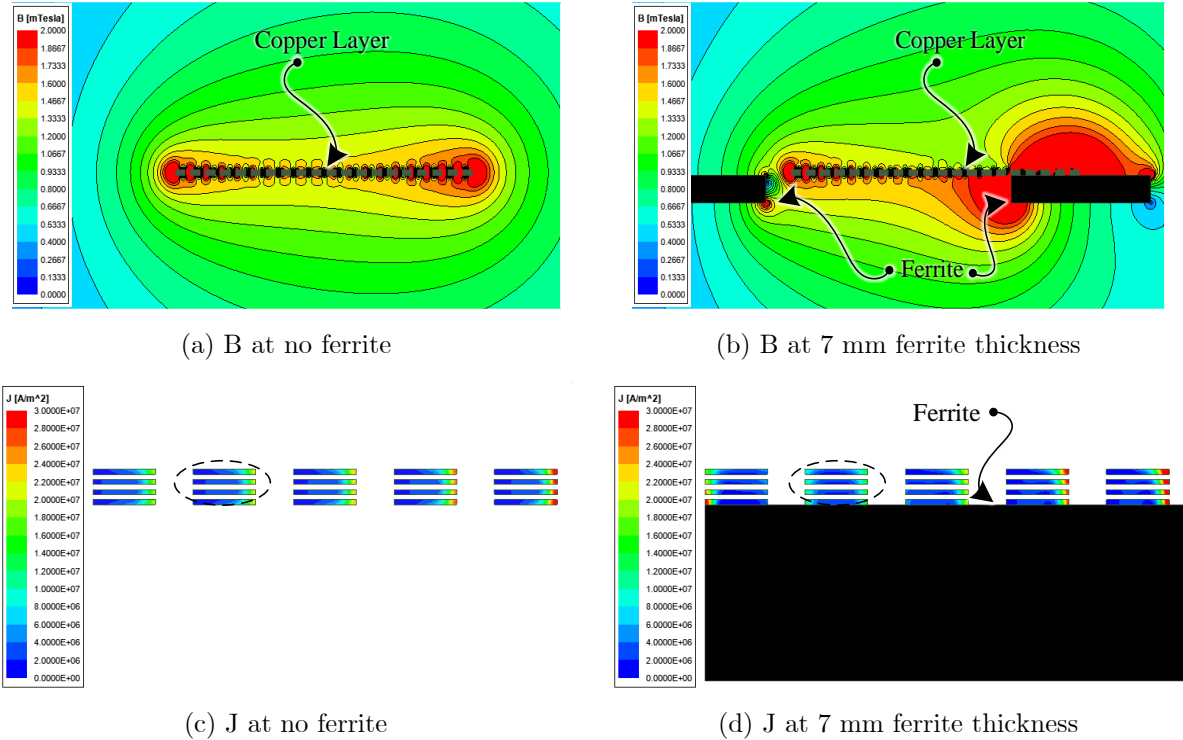 B [mTesla]
2.0000
1.8667
1.7333
1.6000
1.4667
1.3333
1.2000
1.0667
0.9333
0.8000
0.6667
0.5333
0.4000
0.2667
0.1333
0.0000
Copper Layer
(a) B at no ferrite
B [mTesla]
2.0000
1.8667
1.7333
1.6000
1.4667
1.3333
1.2000
1.0667
0.9333
0.8000
0.6667
0.5333
0.4000
0.2667
0.1333
0.0000
Copper Layer
Ferrite
(b) B at 7 mm ferrite thickness
J [A/m^2]
3.0000E+07
2.8000E+07
2.6000E+07
2.4000E+07
2.2000E+07
2.0000E+07
1.8000E+07
1.6000E+07
1.4000E+07
1.2000E+07
1.0000E+07
8.0000E+06
6.0000E+06
4.0000E+06
2.0000E+06
0.0000E+00
(c) J at no ferrite
J [A/m^2]
3.0000E+07
2.8000E+07
2.6000E+07
2.4000E+07
2.2000E+07
2.0000E+07
1.8000E+07
1.6000E+07
1.4000E+07
1.2000E+07
1.0000E+07
8.0000E+06
6.0000E+06
4.0000E+06
2.0000E+06
0.0000E+00
Ferrite
(d) J at 7 mm ferrite thickness